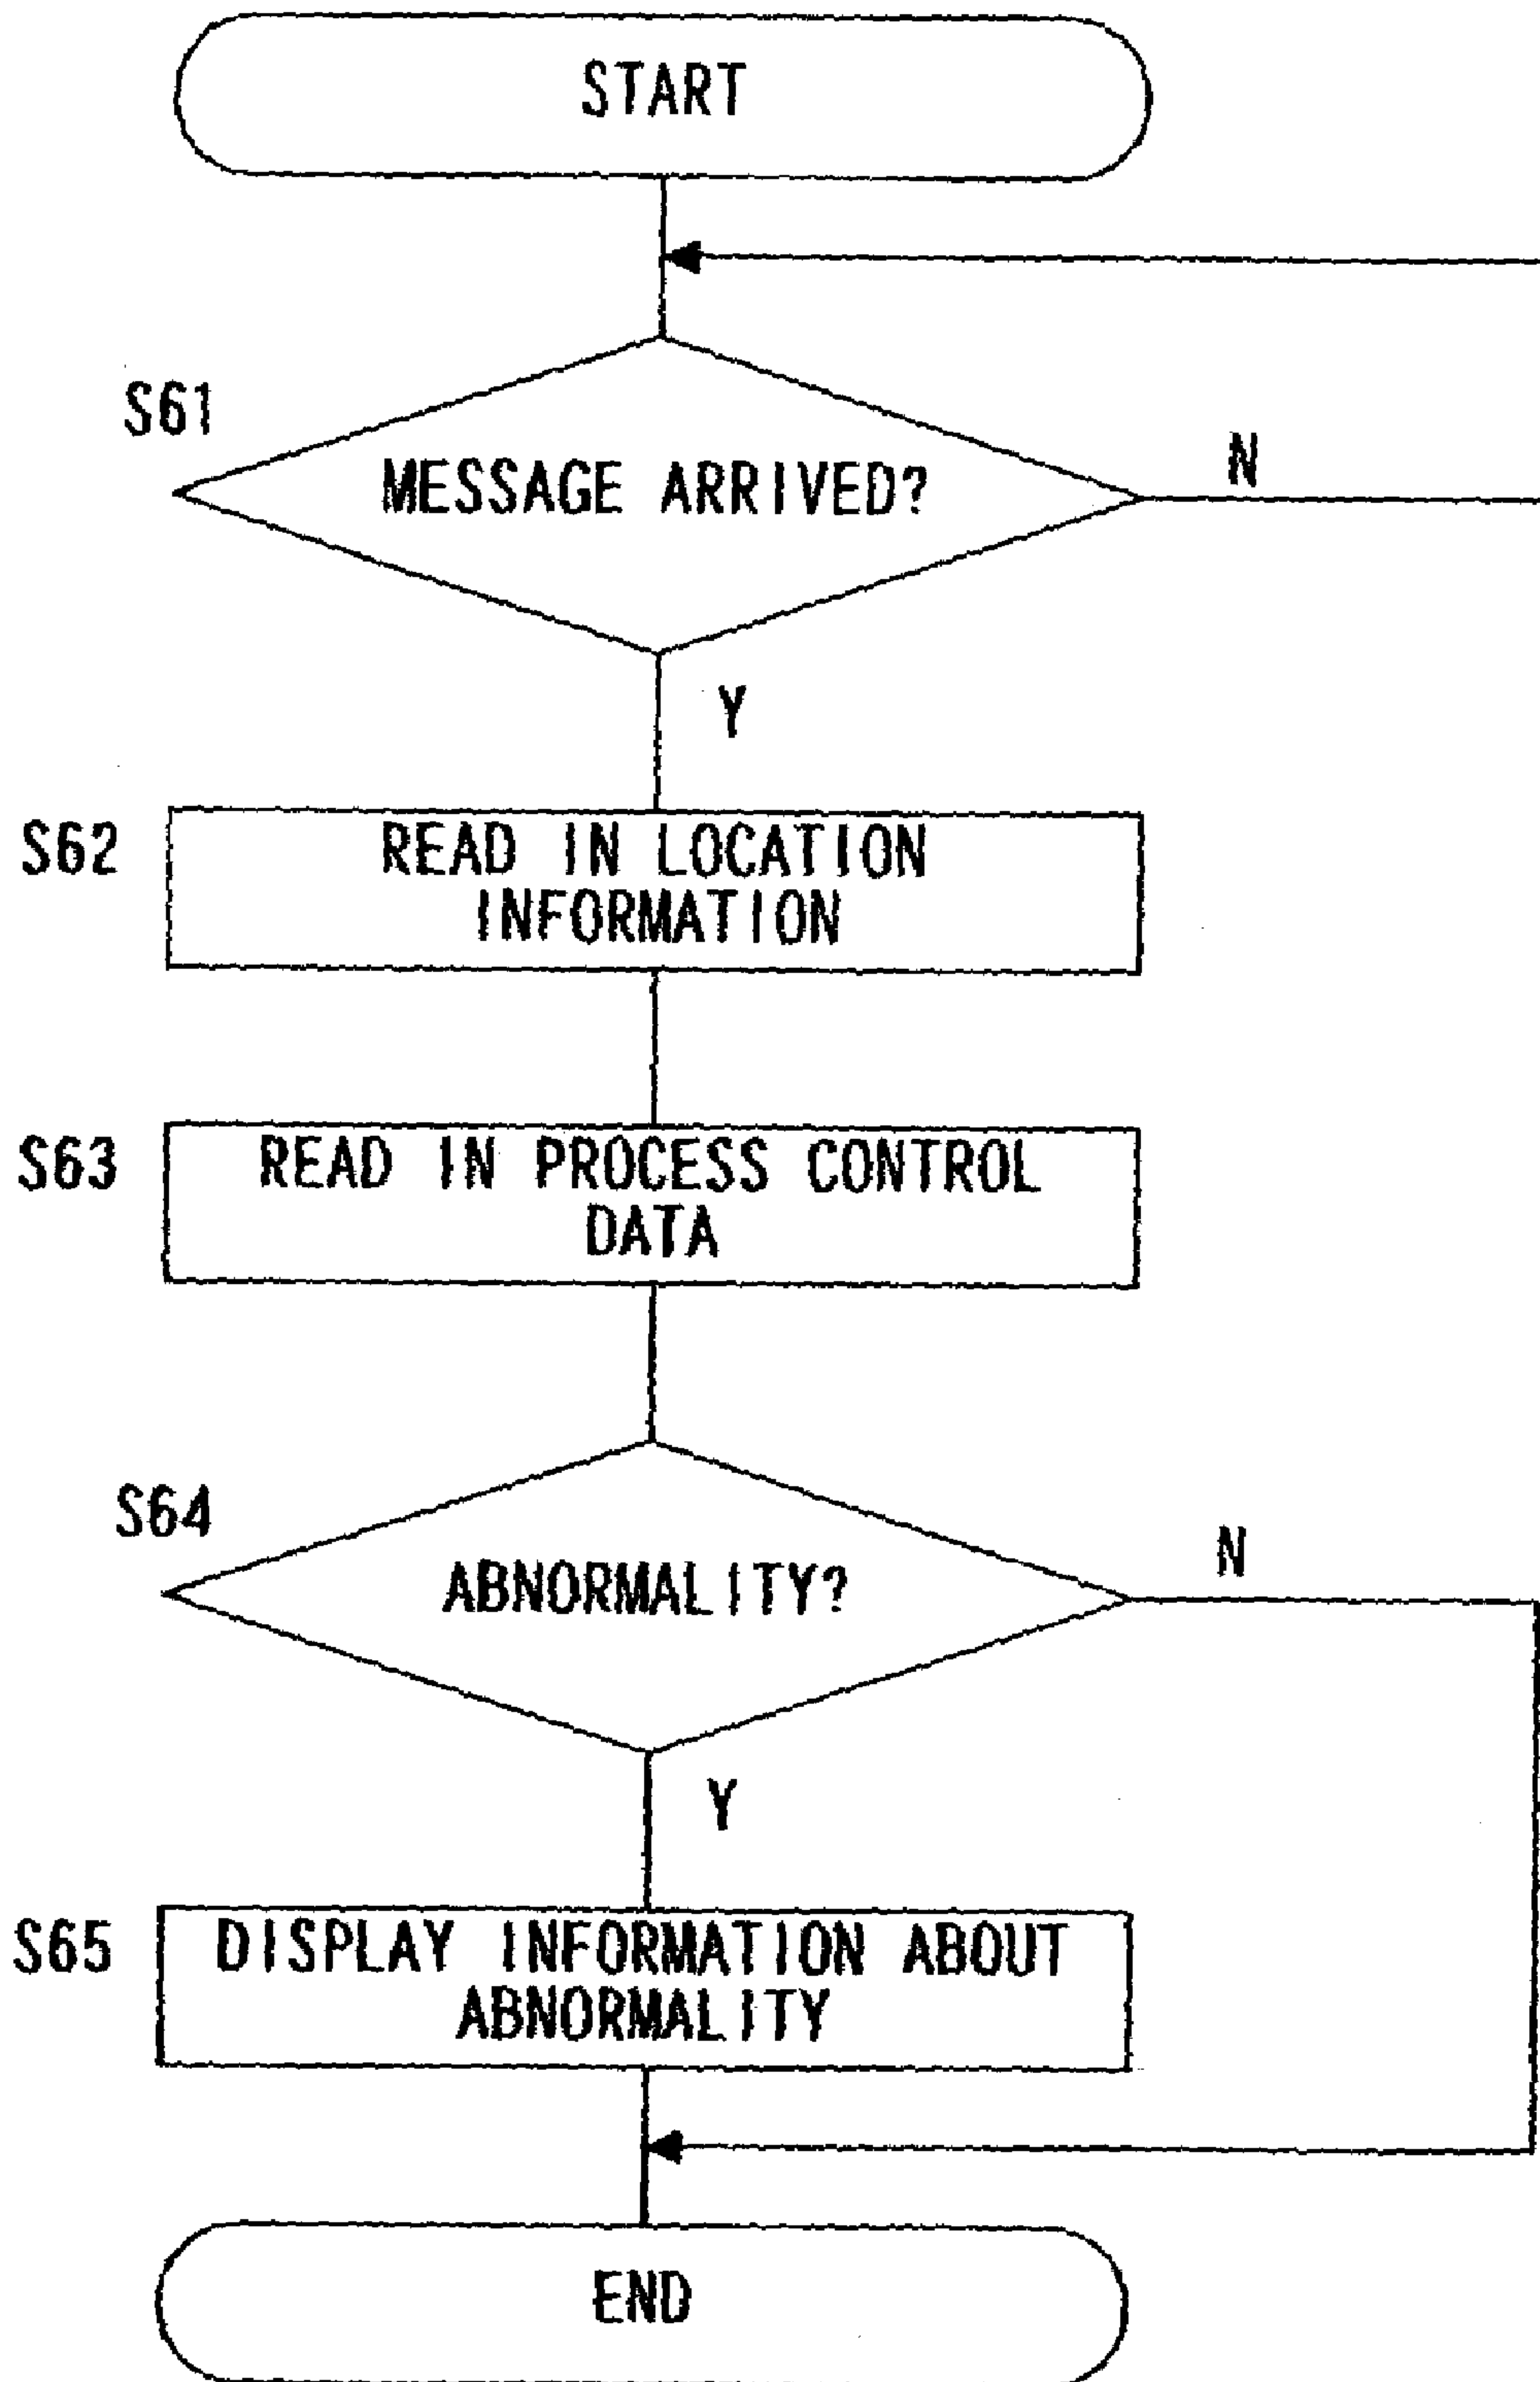 START
S61
MESSAGE ARRIVED?
N
Y
S62
READ IN LOCATION
INFORMATION
S63
READ IN PROCESS CONTROL
DATA
S64
ABNORMALITY?
N
Y
S65
DISPLAY INFORMATION ABOUT
ABNORMALITY
END